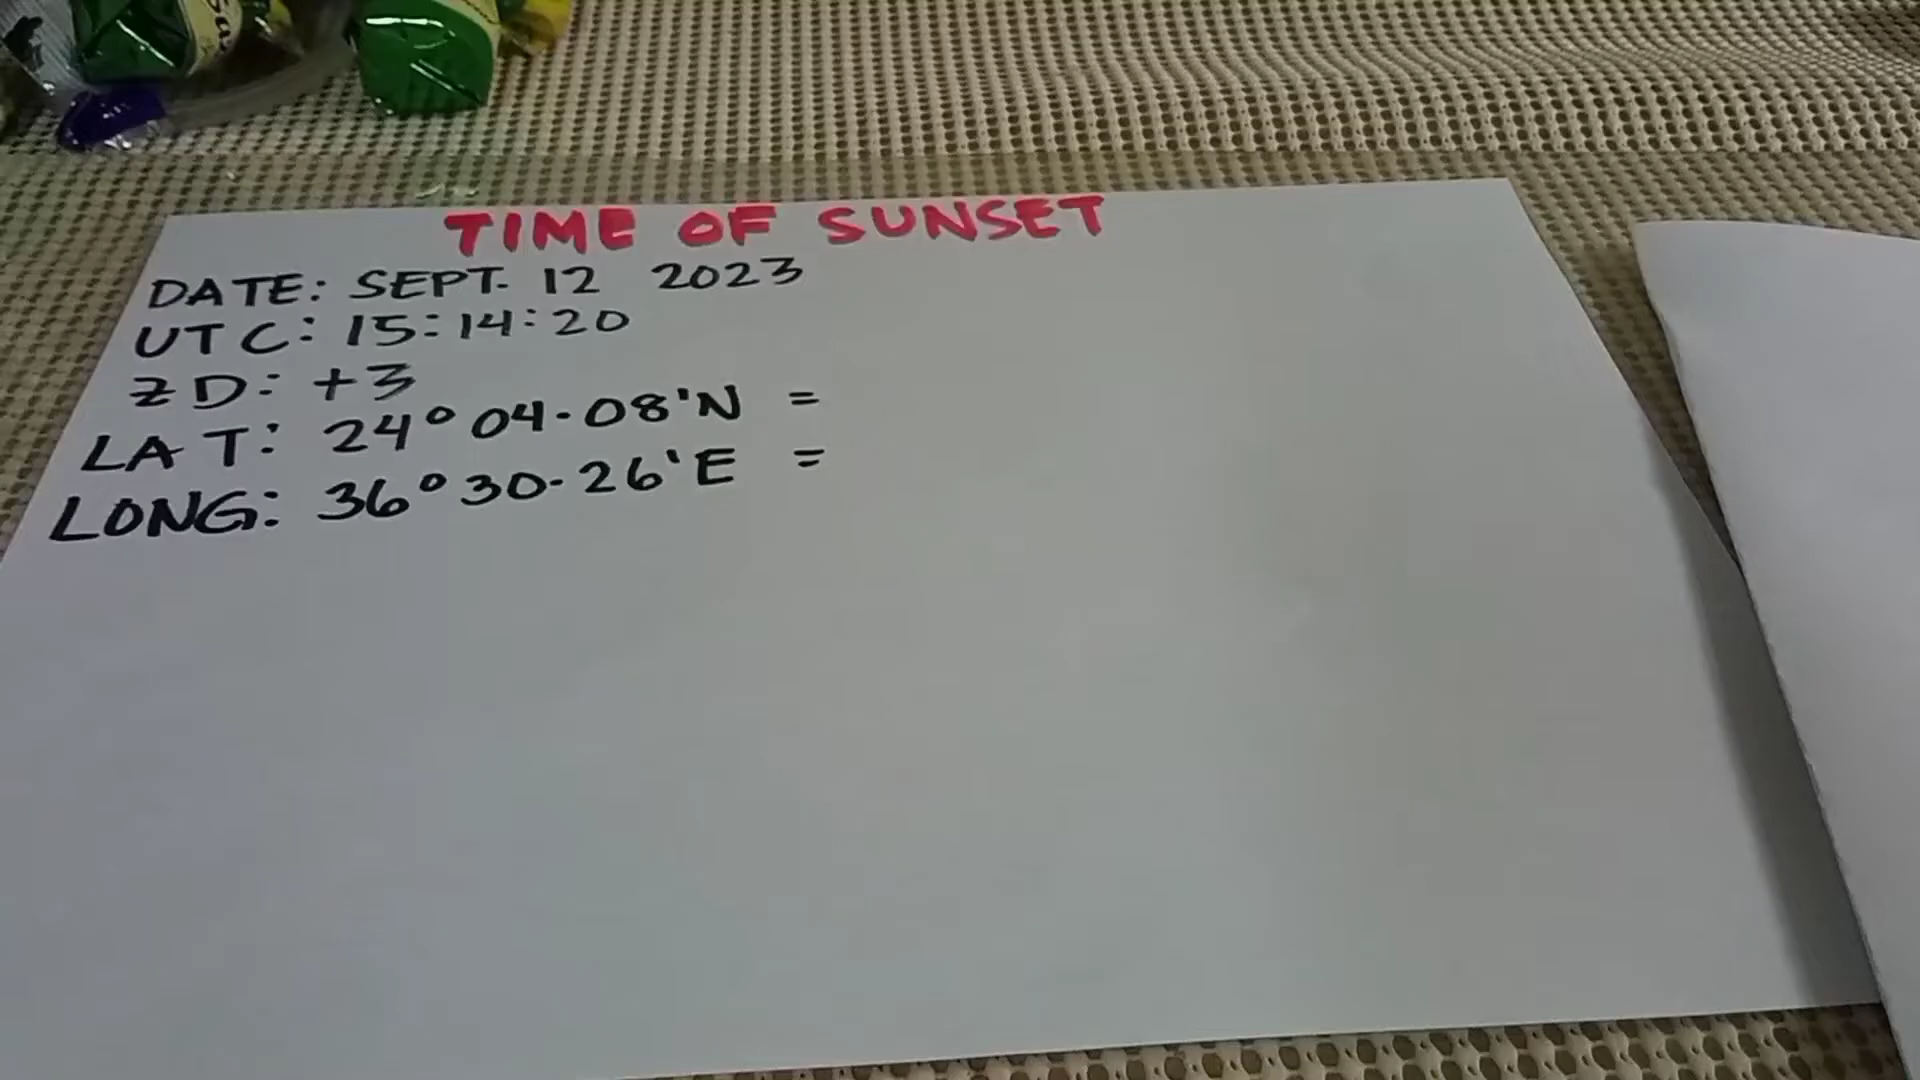 TIME OF SUNSET
DATE: SEPT. 12 2023
UTC: 15:14:20
ZD: +3
LAT: 24° 04.08'N =
LONG: 36° 30.26'E =